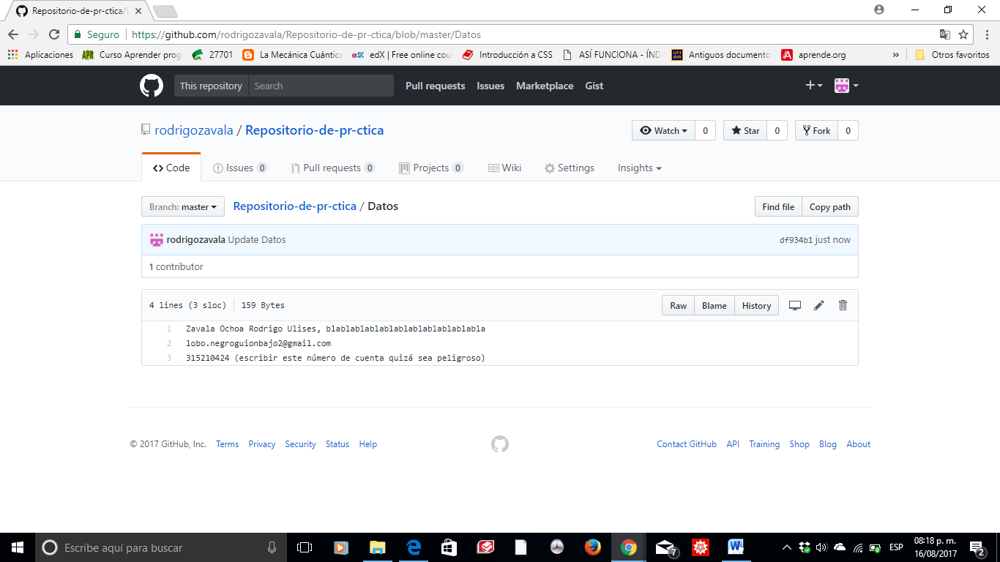 Repositorio-de-pr-ctica/
Seguro https://github.com/rodrigozavala/Repositorio-de-pr-ctica/blob/master/Datos
Aplicaciones Curso Aprender prog 27701 La Mecánica Cuántica edX | Free online cou Introducción a CSS ASÍ FUNCIONA - ÍND Antiguos documento aprende.org » Otros favoritos
This repository Search Pull requests Issues Marketplace Gist
rodrigozavala / Repositorio-de-pr-ctica Watch 0 Star 0 Fork 0
Code Issues 0 Pull requests 0 Projects 0 Wiki Settings Insights
Branch: master Repositorio-de-pr-ctica / Datos Find file Copy path
rodrigozavala Update Datos df934b1 just now
1 contributor
4 lines (3 sloc) 159 Bytes Raw Blame History
1 Zavala Ochoa Rodrigo Ulises, blablablablablablablablablablabla
2 lobo.negroguionbajo2@gmail.com
3 315210424 (escribir este número de cuenta quizá sea peligroso)
© 2017 GitHub, Inc. Terms Privacy Security Status Help Contact GitHub API Training Shop Blog About
Escribe aquí para buscar 7 ESP 08:18 p. m. 2
16/08/2017